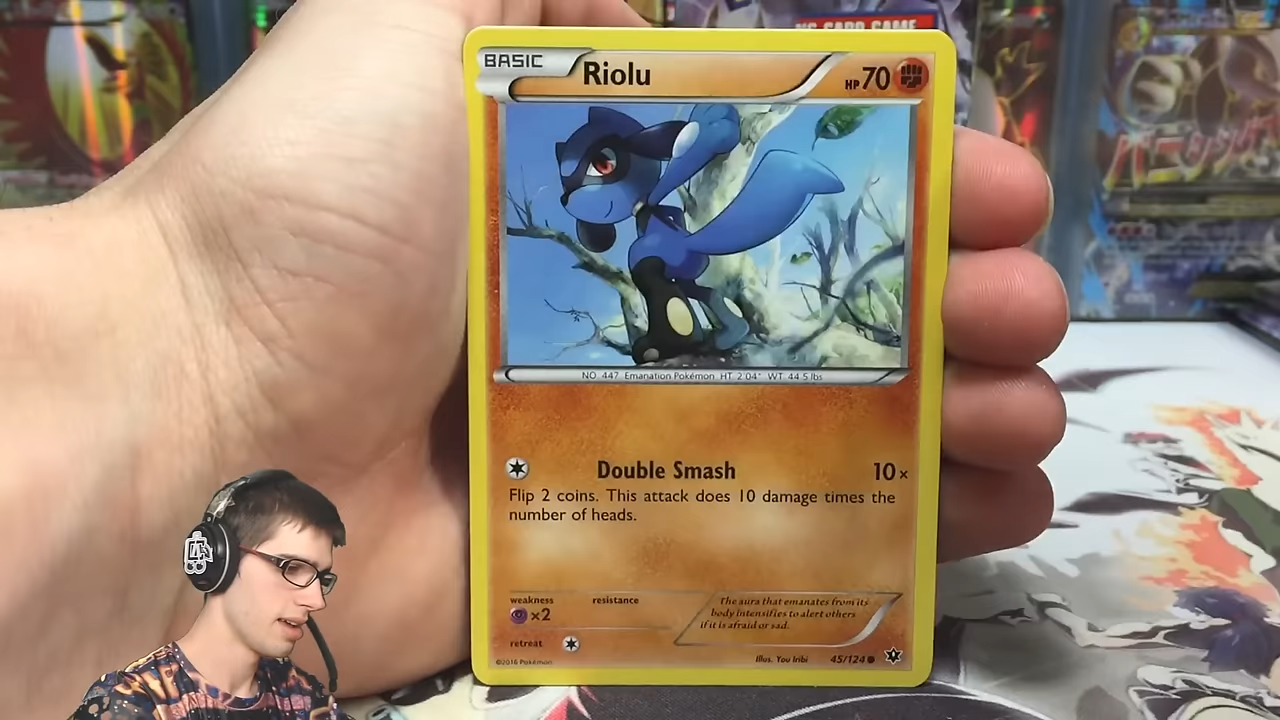 NG CARD GAME
BASIC
Riolu
HP 70
NO. 447 Emanation Pokémon HT 2'04" WT 44.5 lbs
Double Smash 10×
Flip 2 coins. This attack does 10 damage times the
number of heads.
weakness resistance
×2
retreat
The aura that emanates from its
body intensifies to alert others
if it is afraid or sad.
©2016 Pokémon
Illus. You Iribi 45/124